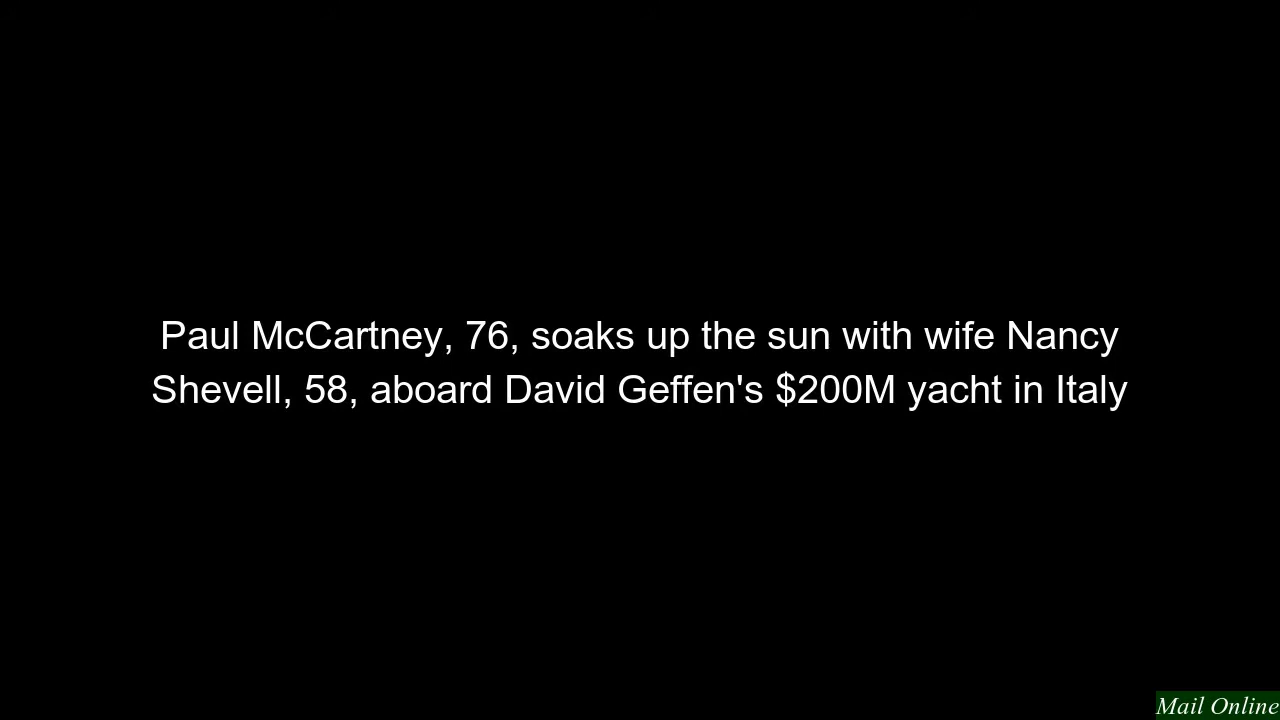 Paul McCartney, 76, soaks up the sun with wife Nancy
Shevell, 58, aboard David Geffen's $200M yacht in Italy
Mail Online